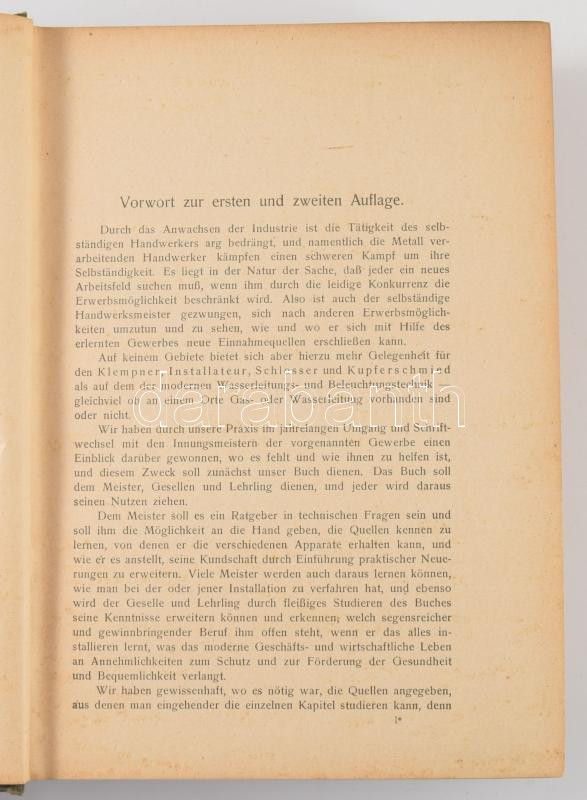 Vorwort zur ersten und zweiten Auflage.
Durch das Anwachsen der Industrie ist die Tätigkeit des selb-
ständigen Handwerkers arg bedrängt, und namentlich die Metall ver-
arbeitenden Handwerker kämpfen einen schweren Kampf um ihre
Selbständigkeit. Es liegt in der Natur der Sache, daß jeder ein neues
Arbeitsfeld suchen muß, wenn ihm durch die leidige Konkurrenz die
Erwerbsmöglichkeit beschränkt wird. Also ist auch der selbständige
Handwerksmeister gezwungen, sich nach anderen Erwerbsmöglich-
keiten umzutun und zu sehen, wie und wo er sich mit Hilfe des
erlernten Gewerbes neue Einnahmequellen erschließen kann.
Auf keinem Gebiete bietet sich aber hierzu mehr Gelegenheit für
den Klempner, Installateur, Schlosser und Kupferschmied
als auf dem der modernen Wasserleitungs- und Beleuchtungstechnik —
gleichviel ob an einem Orte Gas- oder Wasserleitung vorhanden sind
oder nicht.
Wir haben durch unsere Praxis im jahrelangen Umgang und Schrift-
wechsel mit den Innungsmeistern der vorgenannten Gewerbe einen
Einblick darüber gewonnen, wo es fehlt und wie ihnen zu helfen ist,
und diesem Zweck soll zunächst unser Buch dienen. Das Buch soll
dem Meister, Gesellen und Lehrling dienen, und jeder wird daraus
seinen Nutzen ziehen.
Dem Meister soll es ein Ratgeber in technischen Fragen sein und
soll ihm die Möglichkeit an die Hand geben, die Quellen kennen zu
lernen, von denen er die verschiedenen Apparate erhalten kann, und
wie er es anstellt, seine Kundschaft durch Einführung praktischer Neue-
rungen zu erweitern. Viele Meister werden auch daraus lernen können,
wie man bei der oder jener Installation zu verfahren hat, und ebenso
wird der Geselle und Lehrling durch fleißiges Studieren des Buches
seine Kenntnisse erweitern können und erkennen, welch segensreicher
und gewinnbringender Beruf ihm offen steht, wenn er das alles in-
stallieren lernt, was das moderne Geschäfts- und wirtschaftliche Leben
an Annehmlichkeiten zum Schutz und zur Förderung der Gesundheit
und Bequemlichkeit verlangt.
Wir haben gewissenhaft, wo es nötig war, die Quellen angegeben,
aus denen man eingehender die einzelnen Kapitel studieren kann, denn
1*
darabanth